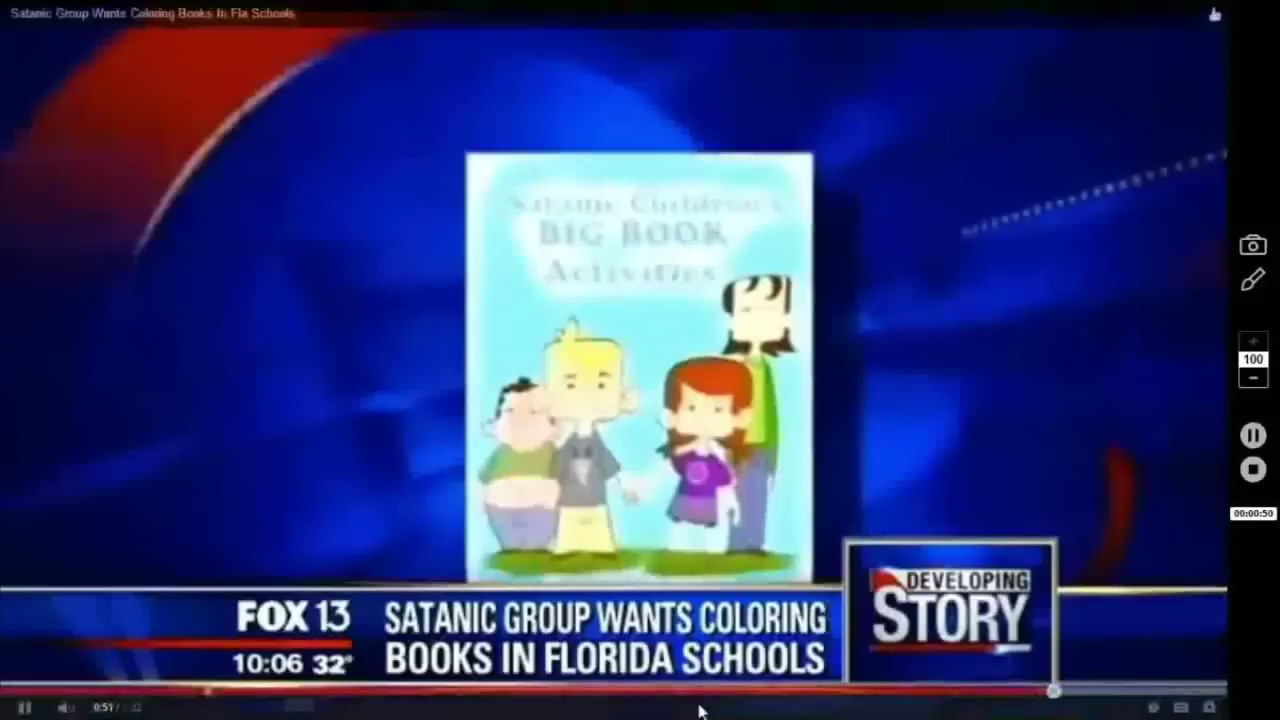 Satanic Group Wants Coloring Books In Fla Schools
Satanic Children's
BIG BOOK
Activities
100
00:00:50
DEVELOPING
STORY
FOX 13
SATANIC GROUP WANTS COLORING
BOOKS IN FLORIDA SCHOOLS
10:06 32°
0:51